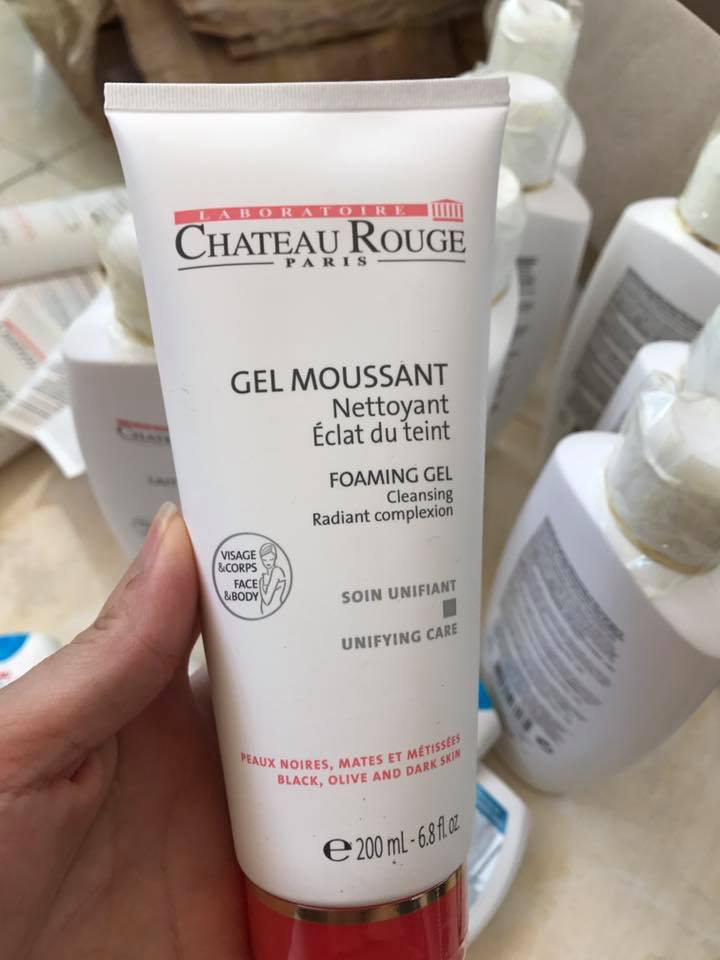 LABORATOIRE
CHATEAU ROUGE
PARIS
GEL MOUSSANT
Nettoyant
Éclat du teint
FOAMING GEL
Cleansing
Radiant complexion
VISAGE
&CORPS
FACE
&BODY
SOIN UNIFIANT
UNIFYING CARE
PEAUX NOIRES, MATES ET MÉTISSÉES
BLACK, OLIVE AND DARK SKIN
e 200 mL - 6.8 fl. oz.